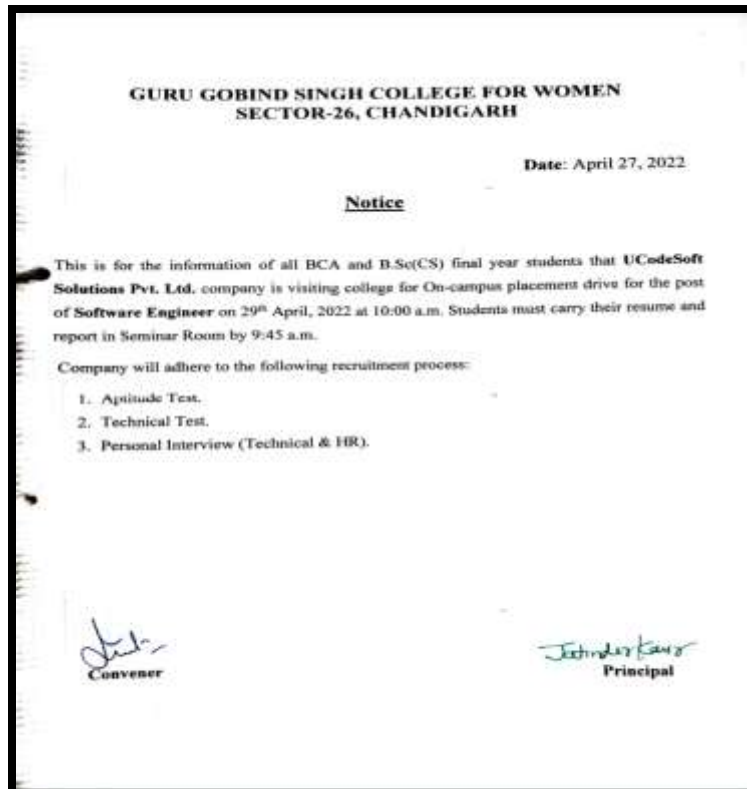 GURU GOBIND SINGH COLLEGE FOR WOMEN
SECTOR-26, CHANDIGARH
Date: April 27, 2022
Notice
This is for the information of all BCA and B.Sc(CS) final year students that UCodeSoft
Solutions Pvt. Ltd. company is visiting college for On-campus placement drive for the post
of Software Engineer on 29th April, 2022 at 10:00 a.m. Students must carry their resume and
report in Seminar Room by 9:45 a.m.
Company will adhere to the following recruitment process:
1. Aptitude Test.
2. Technical Test.
3. Personal Interview (Technical & HR).
Jatinder Kaur
Convener
Principal